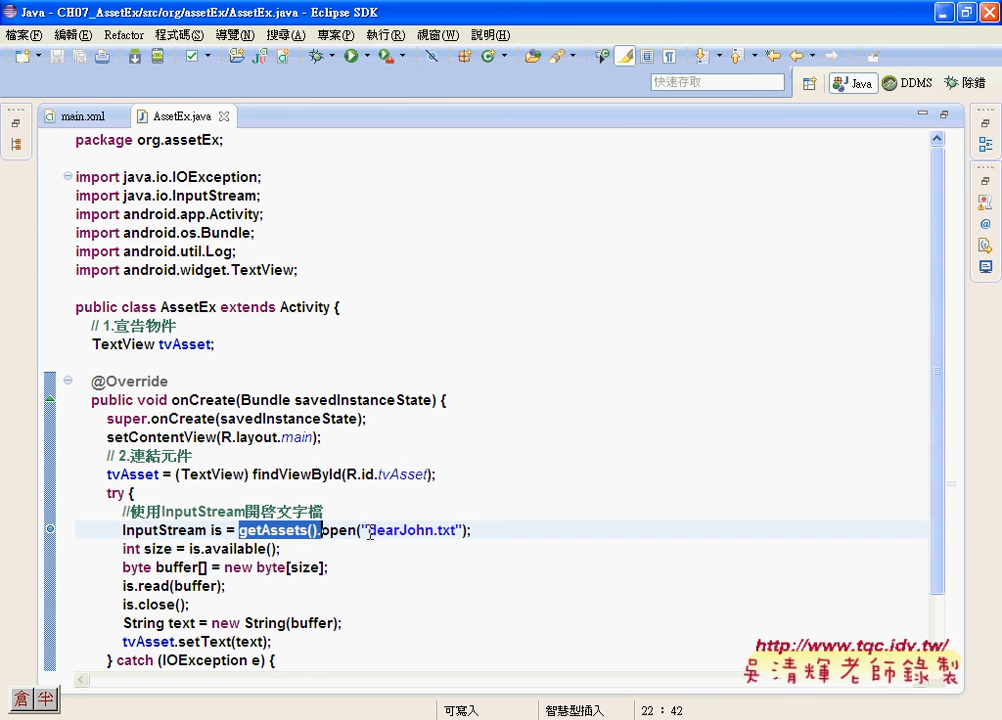 Java - CH07_AssetEx/src/org/assetEx/AssetEx.java - Eclipse SDK
檔案(F) 編輯(E) Refactor 程式碼(S) 導覽(N) 搜尋(A) 專案(P) 執行(R) 視窗(W) 說明(H)
快速存取 Java DDMS 除錯
main.xml AssetEx.java
package org.assetEx;
import java.io.IOException;
import java.io.InputStream;
import android.app.Activity;
import android.os.Bundle;
import android.util.Log;
import android.widget.TextView;
public class AssetEx extends Activity {
// 1.宣告物件
TextView tvAsset;
@Override
public void onCreate(Bundle savedInstanceState) {
super.onCreate(savedInstanceState);
setContentView(R.layout.main);
// 2.連結元件
tvAsset = (TextView) findViewById(R.id.tvAsset);
try {
//使用InputStream開啓文字檔
InputStream is = getAssets().open("dearJohn.txt");
int size = is.available();
byte buffer[] = new byte[size];
is.read(buffer);
is.close();
String text = new String(buffer);
tvAsset.setText(text);
} catch (IOException e) {
http://www.tqc.idv.tw/
吳清輝老師錄製
倉 半
可寫入 智慧型插入 22 : 42